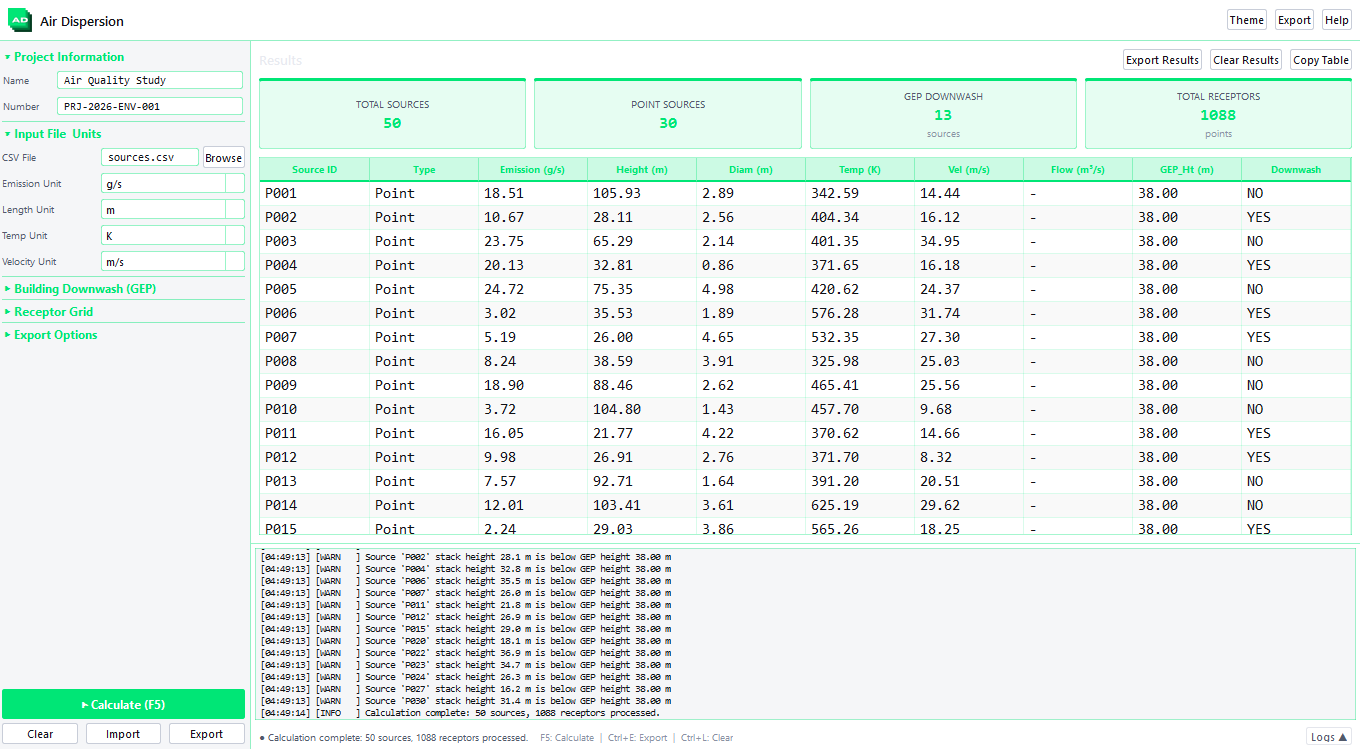 AD Air Dispersion Theme Export Help
▾ Project Information
Name Air Quality Study
Number PRJ-2026-ENV-001
▾ Input File Units
CSV File sources.csv Browse
Emission Unit g/s
Length Unit m
Temp Unit K
Velocity Unit m/s
▸ Building Downwash (GEP)
▸ Receptor Grid
▸ Export Options
▸ Calculate (F5)
Clear Import Export
Results Export Results Clear Results Copy Table
TOTAL SOURCES
50
POINT SOURCES
30
GEP DOWNWASH
13
sources
TOTAL RECEPTORS
1088
points
Source ID Type Emission (g/s) Height (m) Diam (m) Temp (K) Vel (m/s) Flow (m³/s) GEP_Ht (m) Downwash
P001 Point 18.51 105.93 2.89 342.59 14.44 - 38.00 NO
P002 Point 10.67 28.11 2.56 404.34 16.12 - 38.00 YES
P003 Point 23.75 65.29 2.14 401.35 34.95 - 38.00 NO
P004 Point 20.13 32.81 0.86 371.65 16.18 - 38.00 YES
P005 Point 24.72 75.35 4.98 420.62 24.37 - 38.00 NO
P006 Point 3.02 35.53 1.89 576.28 31.74 - 38.00 YES
P007 Point 5.19 26.00 4.65 532.35 27.30 - 38.00 YES
P008 Point 8.24 38.59 3.91 325.98 25.03 - 38.00 NO
P009 Point 18.90 88.46 2.62 465.41 25.56 - 38.00 NO
P010 Point 3.72 104.80 1.43 457.70 9.68 - 38.00 NO
P011 Point 16.05 21.77 4.22 370.62 14.66 - 38.00 YES
P012 Point 9.98 26.91 2.76 371.70 8.32 - 38.00 YES
P013 Point 7.57 92.71 1.64 391.20 20.51 - 38.00 NO
P014 Point 12.01 103.41 3.61 625.19 29.62 - 38.00 NO
P015 Point 2.24 29.03 3.86 565.26 18.25 - 38.00 YES
[04:49:13] [WARN ] Source 'P002' stack height 28.1 m is below GEP height 38.00 m
[04:49:13] [WARN ] Source 'P004' stack height 32.8 m is below GEP height 38.00 m
[04:49:13] [WARN ] Source 'P006' stack height 35.5 m is below GEP height 38.00 m
[04:49:13] [WARN ] Source 'P007' stack height 26.0 m is below GEP height 38.00 m
[04:49:13] [WARN ] Source 'P011' stack height 21.8 m is below GEP height 38.00 m
[04:49:13] [WARN ] Source 'P012' stack height 26.9 m is below GEP height 38.00 m
[04:49:13] [WARN ] Source 'P015' stack height 29.0 m is below GEP height 38.00 m
[04:49:13] [WARN ] Source 'P020' stack height 18.1 m is below GEP height 38.00 m
[04:49:13] [WARN ] Source 'P022' stack height 36.9 m is below GEP height 38.00 m
[04:49:13] [WARN ] Source 'P023' stack height 34.7 m is below GEP height 38.00 m
[04:49:13] [WARN ] Source 'P024' stack height 26.3 m is below GEP height 38.00 m
[04:49:13] [WARN ] Source 'P027' stack height 16.2 m is below GEP height 38.00 m
[04:49:13] [WARN ] Source 'P030' stack height 31.4 m is below GEP height 38.00 m
[04:49:14] [INFO ] Calculation complete: 50 sources, 1088 receptors processed.
● Calculation complete: 50 sources, 1088 receptors processed. F5: Calculate | Ctrl+E: Export | Ctrl+L: Clear Logs ▲